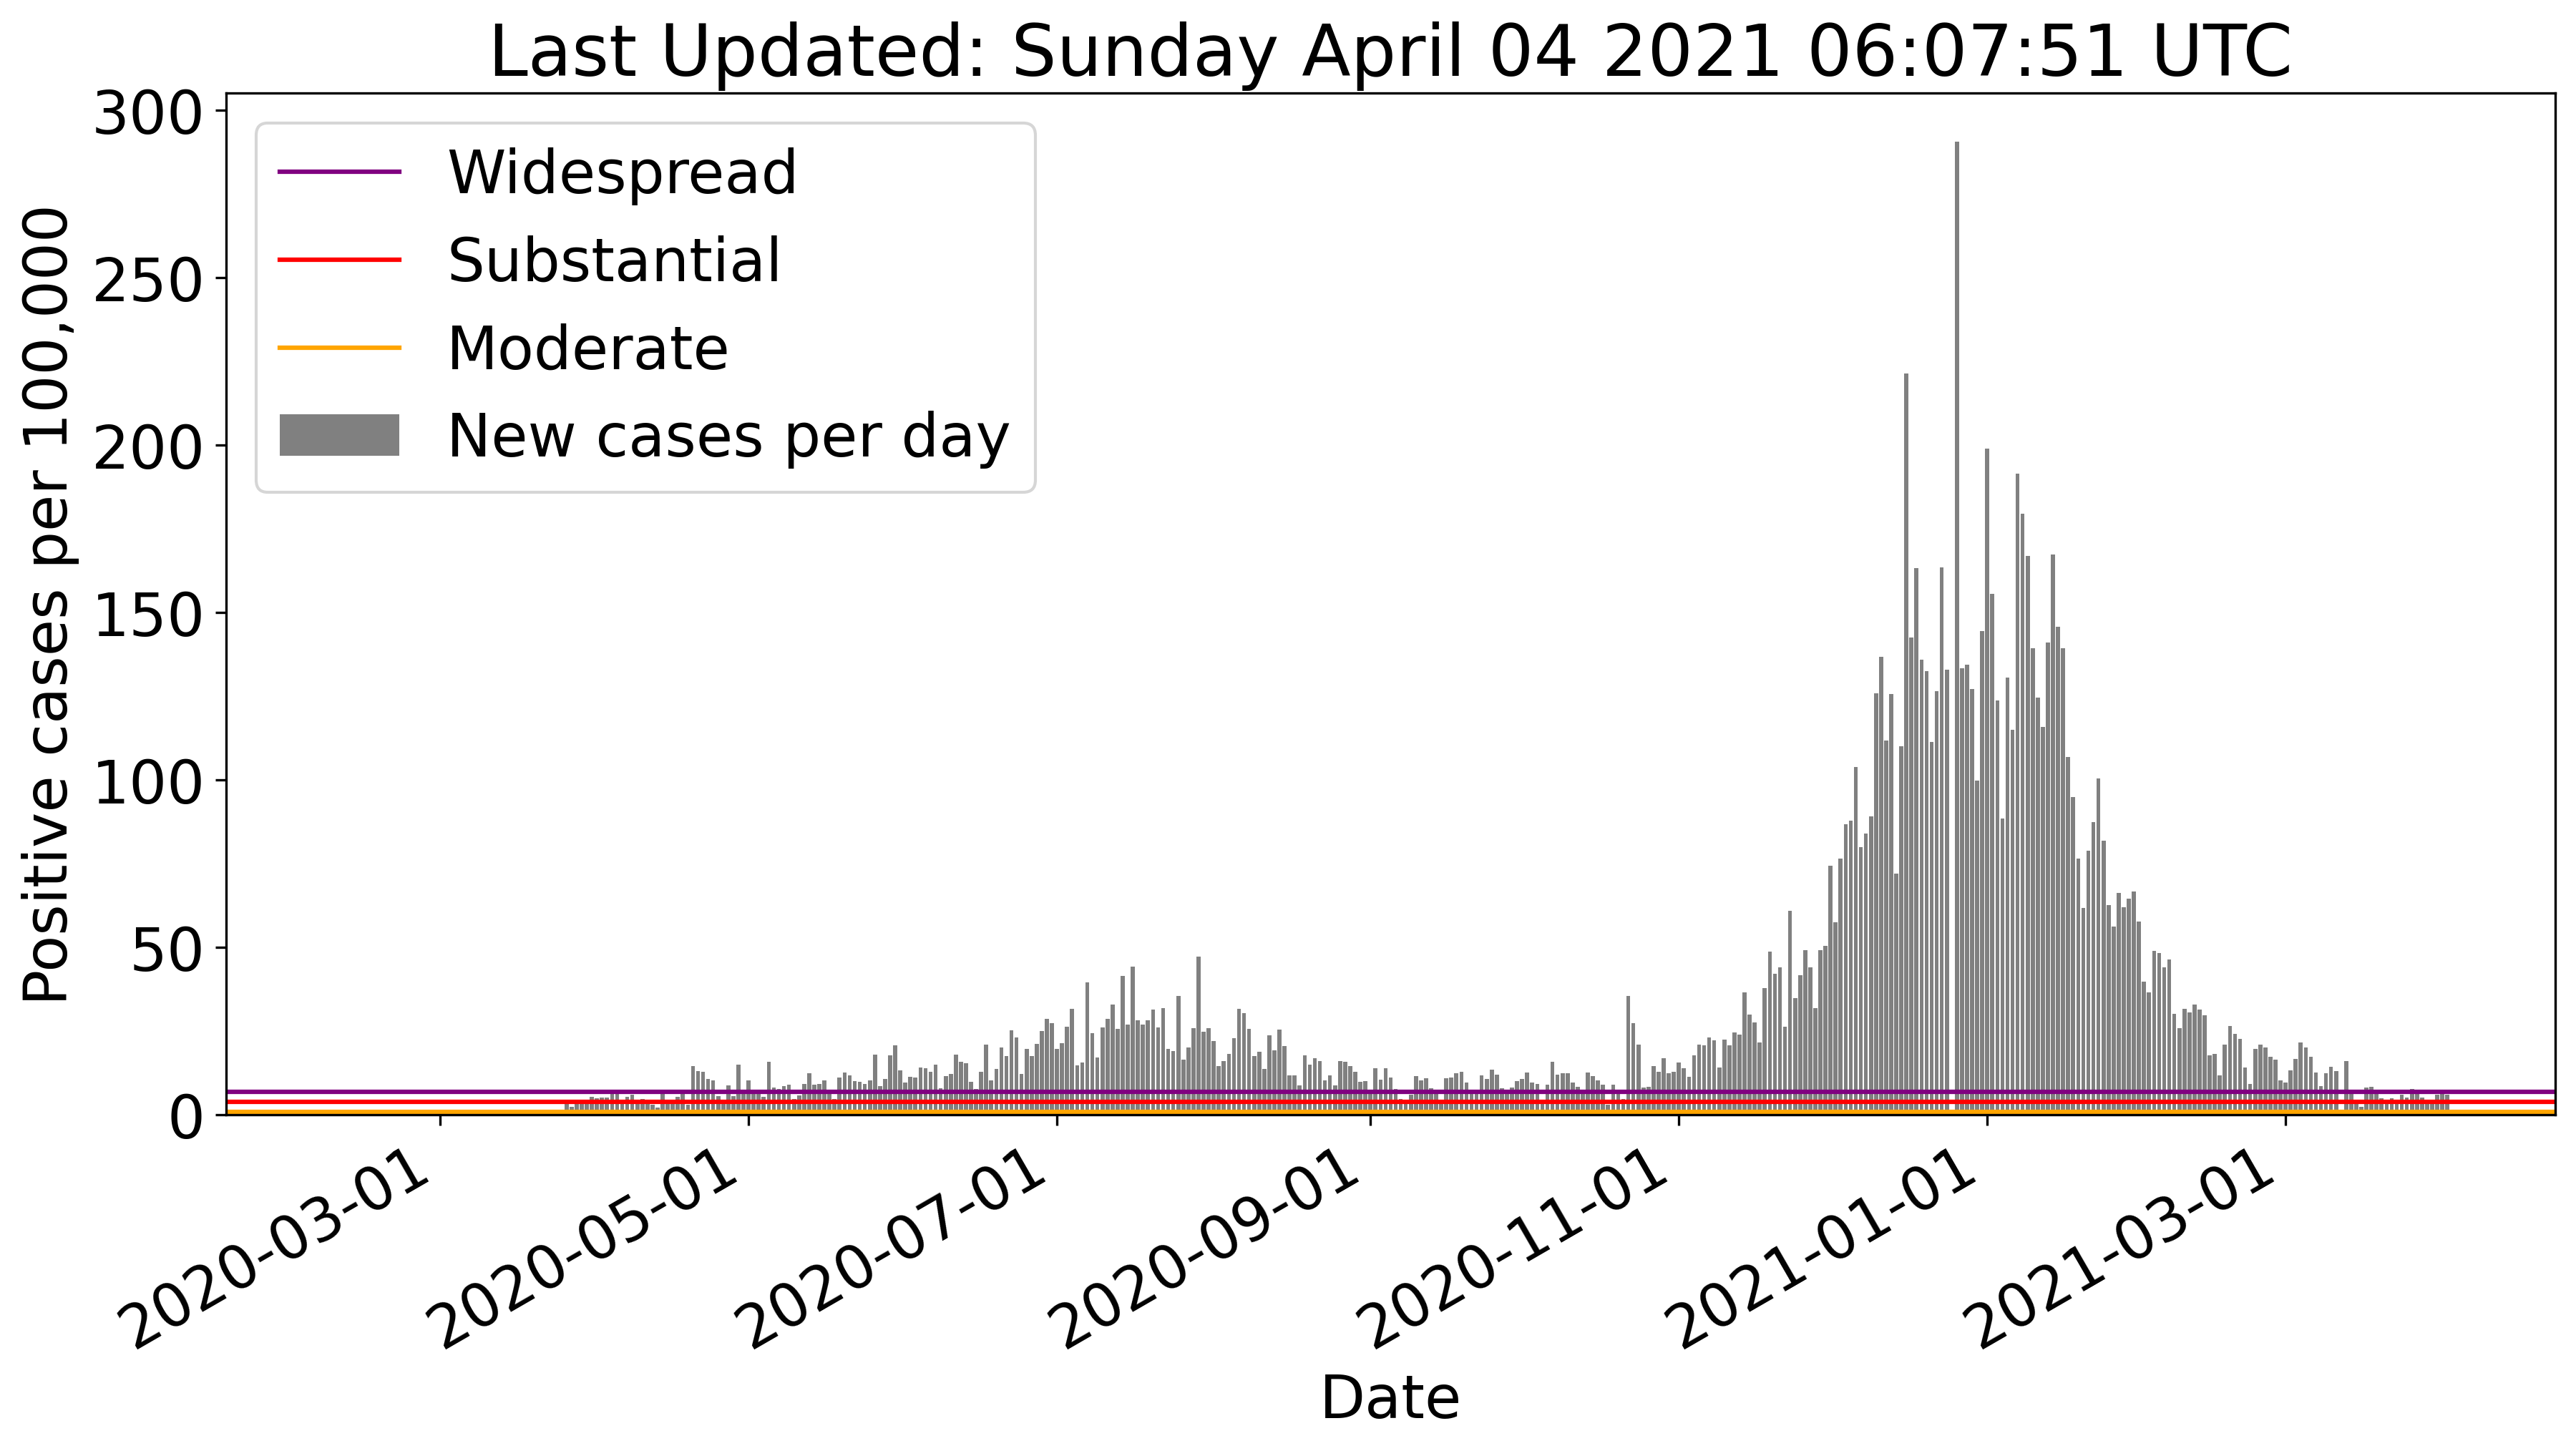 Last Updated: Sunday April 04 2021 06:07:51 UTC
Positive cases per 100,000
300
250
200
150
100
50
0
Widespread
Substantial
Moderate
New cases per day
2020-03-01
2020-05-01
2020-07-01
2020-09-01
2020-11-01
2021-01-01
2021-03-01
Date